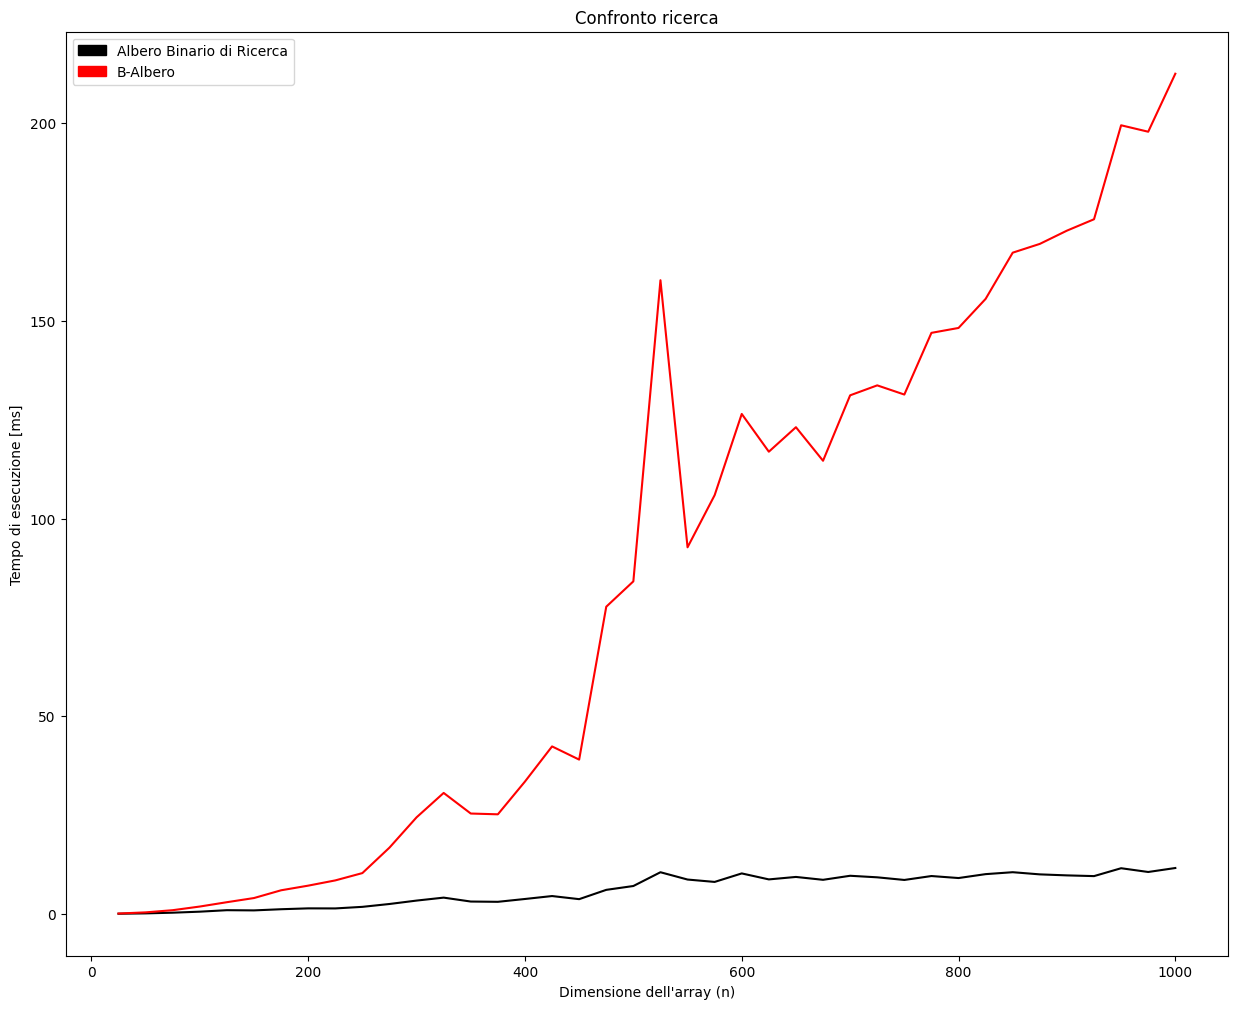 Confronto ricerca
Albero Binario di Ricerca
B-Albero
Tempo di esecuzione [ms]
200
150
100
50
0
0 200 400 600 800 1000
Dimensione dell'array (n)